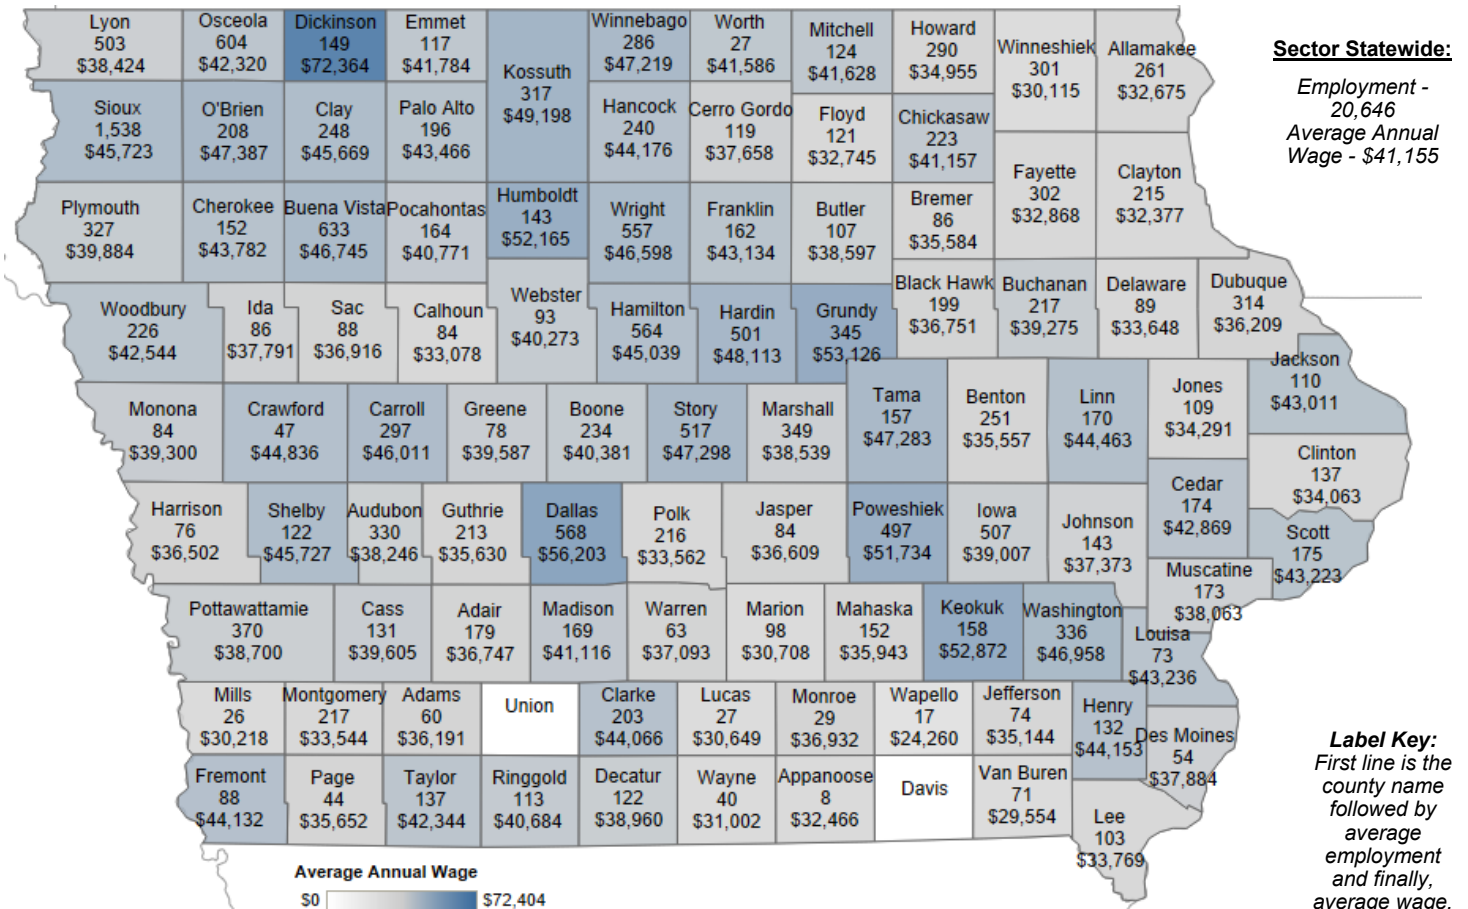 Lyon
503
$38,424
Osceola
604
$42,320
Dickinson
149
$72,364
Emmet
117
$41,784
Kossuth
317
$49,198
Winnebago
286
$47,219
Worth
27
$41,586
Mitchell
124
$41,628
Howard
290
$34,955
Winneshiek
301
$30,115
Allamakee
261
$32,675
Sector Statewide:
Employment -
20,646
Average Annual
Wage - $41,155
Sioux
1,538
$45,723
O'Brien
208
$47,387
Clay
248
$45,669
Palo Alto
196
$43,466
Hancock
240
$44,176
Cerro Gordo
119
$37,658
Floyd
121
$32,745
Chickasaw
223
$41,157
Fayette
302
$32,868
Clayton
215
$32,377
Plymouth
327
$39,884
Cherokee
152
$43,782
Buena Vista
633
$46,745
Pocahontas
164
$40,771
Humboldt
143
$52,165
Wright
557
$46,598
Franklin
162
$43,134
Butler
107
$38,597
Bremer
86
$35,584
Woodbury
226
$42,544
Ida
86
$37,791
Sac
88
$36,916
Calhoun
84
$33,078
Webster
93
$40,273
Hamilton
564
$45,039
Hardin
501
$48,113
Grundy
345
$53,126
Black Hawk
199
$36,751
Buchanan
217
$39,275
Delaware
89
$33,648
Dubuque
314
$36,209
Jackson
110
$43,011
Monona
84
$39,300
Crawford
47
$44,836
Carroll
297
$46,011
Greene
78
$39,587
Boone
234
$40,381
Story
517
$47,298
Marshall
349
$38,539
Tama
157
$47,283
Benton
251
$35,557
Linn
170
$44,463
Jones
109
$34,291
Clinton
137
$34,063
Cedar
174
$42,869
Harrison
76
$36,502
Shelby
122
$45,727
Audubon
330
$38,246
Guthrie
213
$35,630
Dallas
568
$56,203
Polk
216
$33,562
Jasper
84
$36,609
Poweshiek
497
$51,734
Iowa
507
$39,007
Johnson
143
$37,373
Scott
175
$43,223
Muscatine
173
$38,063
Pottawattamie
370
$38,700
Cass
131
$39,605
Adair
179
$36,747
Madison
169
$41,116
Warren
63
$37,093
Marion
98
$30,708
Mahaska
152
$35,943
Keokuk
158
$52,872
Washington
336
$46,958
Louisa
73
$43,236
Mills
26
$30,218
Montgomery
217
$33,544
Adams
60
$36,191
Union
Clarke
203
$44,066
Lucas
27
$30,649
Monroe
29
$36,932
Wapello
17
$24,260
Jefferson
74
$35,144
Henry
132
$44,153
Des Moines
54
$37,884
Fremont
88
$44,132
Page
44
$35,652
Taylor
137
$42,344
Ringgold
113
$40,684
Decatur
122
$38,960
Wayne
40
$31,002
Appanoose
8
$32,466
Davis
Van Buren
71
$29,554
Lee
103
$33,769
Label Key:
First line is the
county name
followed by
average
employment
and finally,
average wage.
Average Annual Wage
$0 $72,404